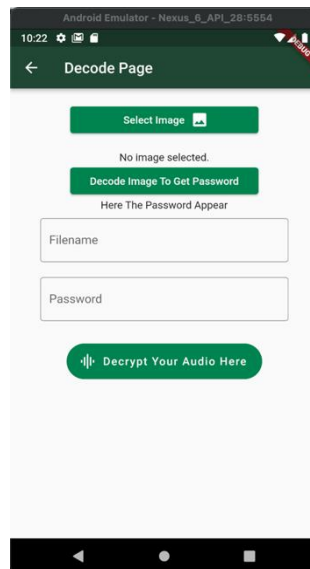 Android Emulator - Nexus_6_API_28:5554
10:22
DEBUG
Decode Page
Select Image
No image selected.
Decode Image To Get Password
Here The Password Appear
Filename
Password
Decrypt Your Audio Here